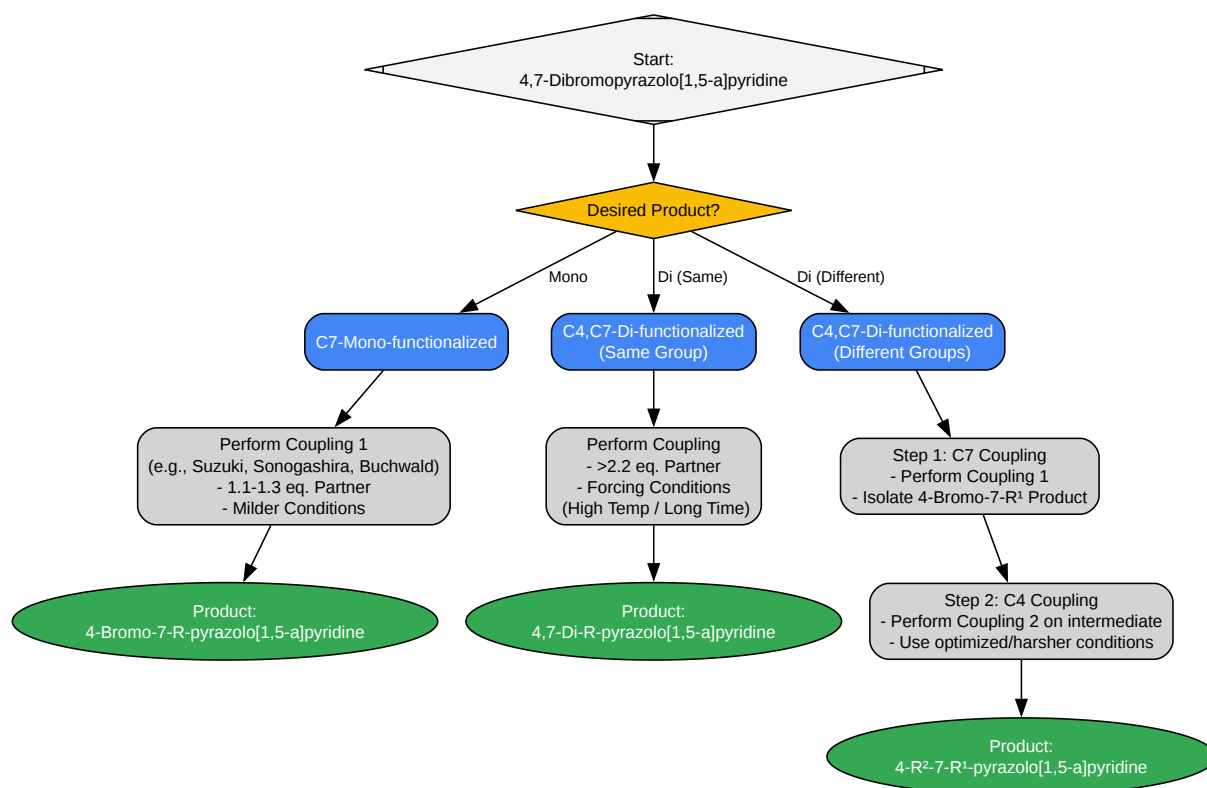 Start:
4,7-Dibromopyrazolo[1,5-a]pyridine
Desired Product?
Mono
Di (Same)
Di (Different)
C7-Mono-functionalized
C4,C7-Di-functionalized
(Same Group)
C4,C7-Di-functionalized
(Different Groups)
Perform Coupling 1
(e.g., Suzuki, Sonogashira, Buchwald)
- 1.1-1.3 eq. Partner
- Milder Conditions
Perform Coupling
- >2.2 eq. Partner
- Forcing Conditions
(High Temp / Long Time)
Step 1: C7 Coupling
- Perform Coupling 1
- Isolate 4-Bromo-7-R¹ Product
Product:
4-Bromo-7-R-pyrazolo[1,5-a]pyridine
Product:
4,7-Di-R-pyrazolo[1,5-a]pyridine
Step 2: C4 Coupling
- Perform Coupling 2 on intermediate
- Use optimized/harsher conditions
Product:
4-R²-7-R¹-pyrazolo[1,5-a]pyridine